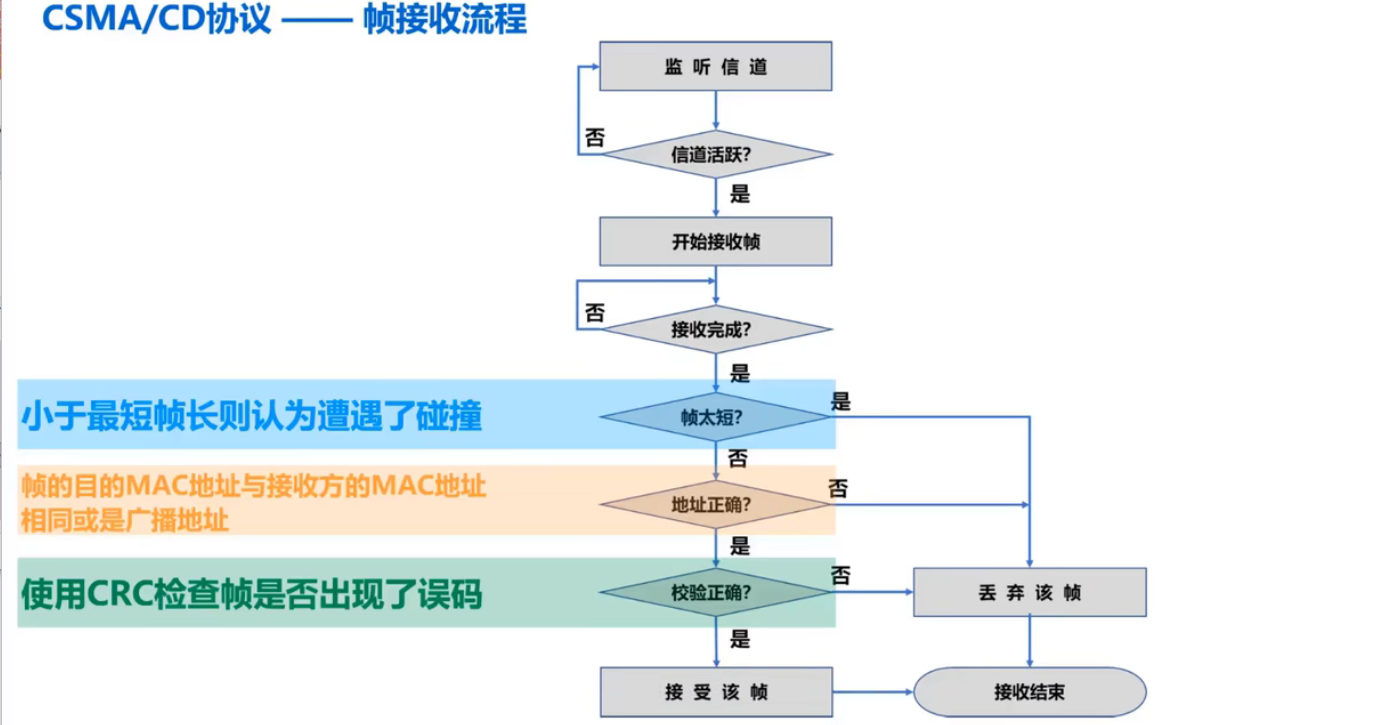 CSMA/CD协议 —— 帧接收流程
监听信道
否
信道活跃?
是
开始接收帧
否
接收完成?
是
小于最短帧长则认为遭遇了碰撞
帧太短?
是
否
帧的目的MAC地址与接收方的MAC地址
相同或是广播地址
地址正确?
否
是
使用CRC检查帧是否出现了误码
校验正确?
否
丢弃该帧
是
接受该帧
接收结束